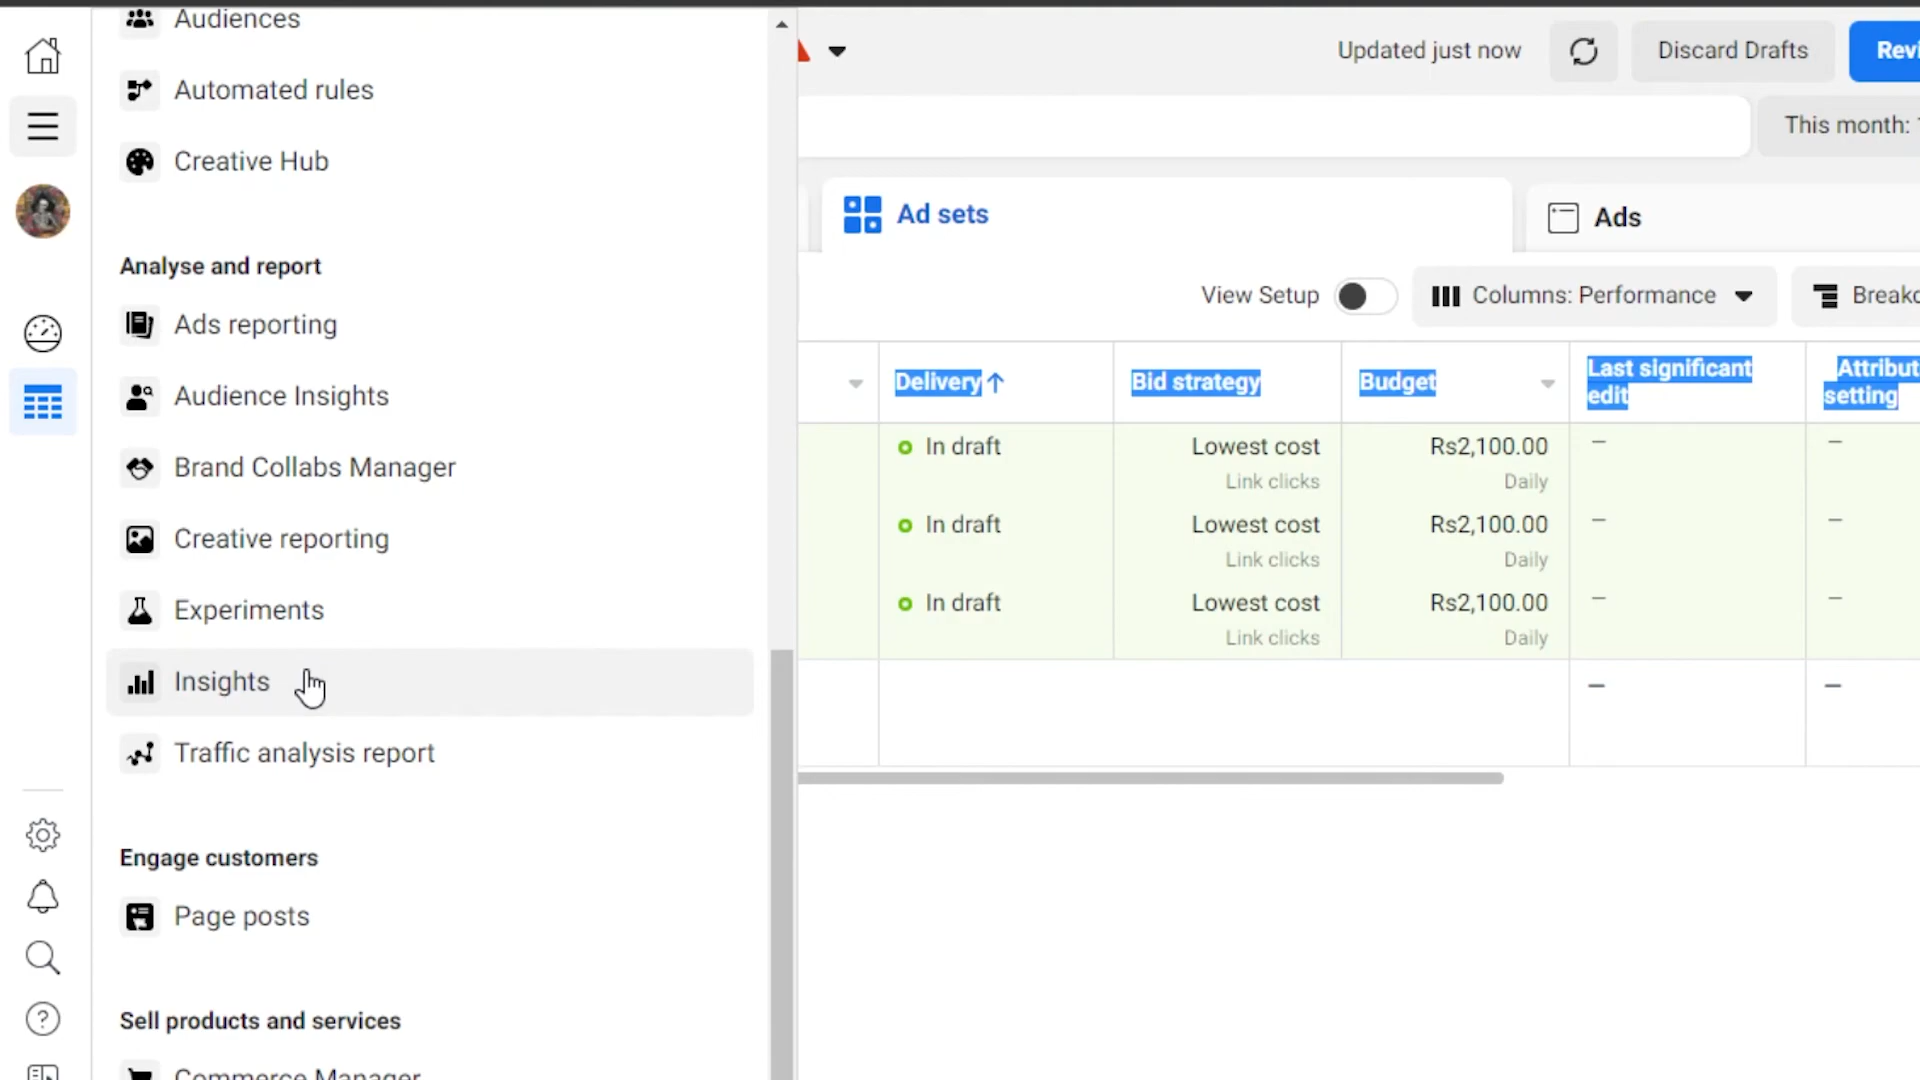 Audiences
Automated rules
Creative Hub
Analyse and report
Ads reporting
Audience Insights
Brand Collabs Manager
Creative reporting
Experiments
Insights
Traffic analysis report
Engage customers
Page posts
Sell products and services
Commerce Manager
Updated just now
Discard Drafts
Revi
This month:
Ad sets
Ads
View Setup
Columns: Performance
Breakd
Delivery↑
Bid strategy
Budget
Last significant
edit
Attribut
setting
In draft
Lowest cost
Link clicks
Rs2,100.00
Daily
–
–
In draft
Lowest cost
Link clicks
Rs2,100.00
Daily
–
–
In draft
Lowest cost
Link clicks
Rs2,100.00
Daily
–
–
–
–